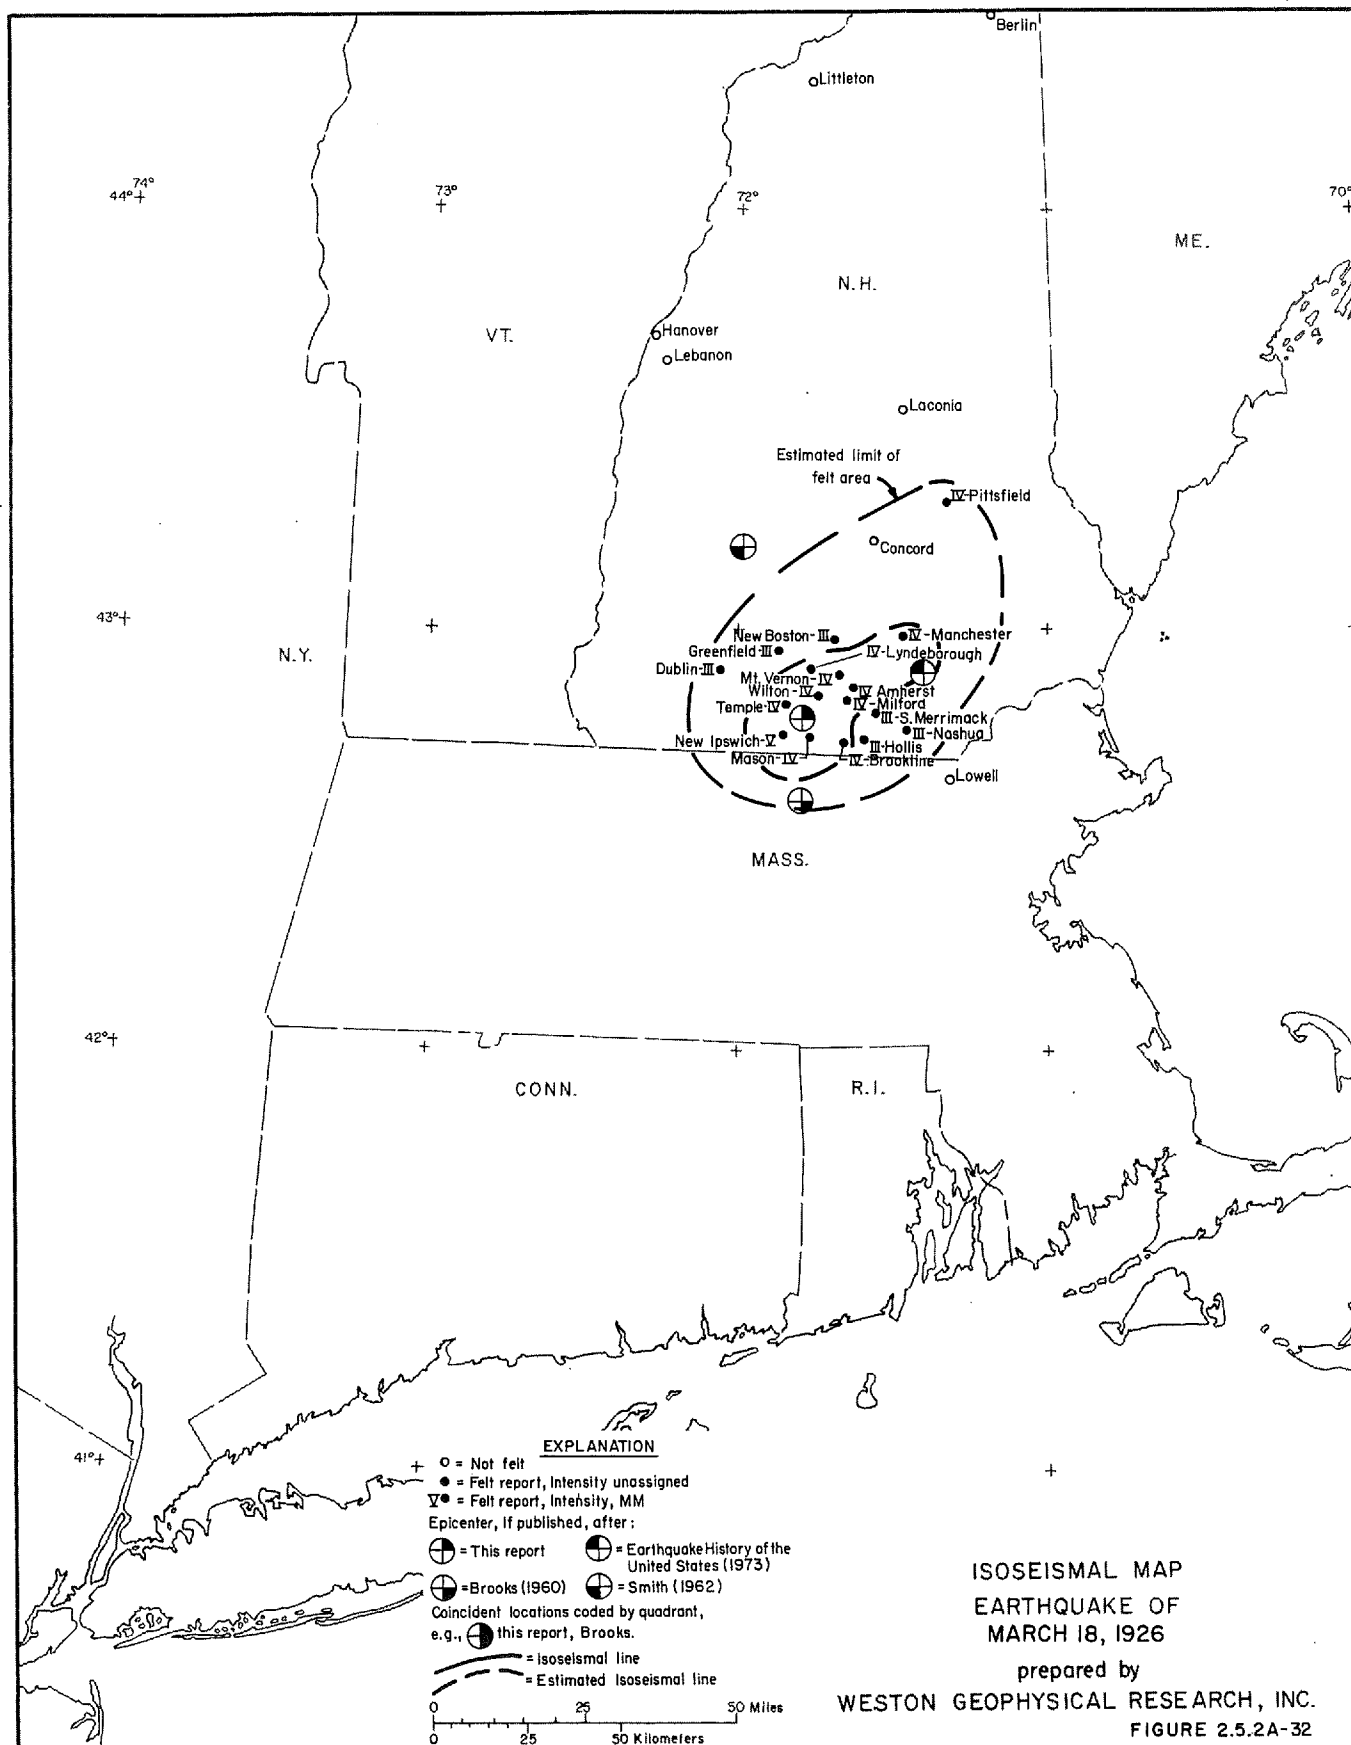 Berlin
Littleton
74°
44°
73°
72°
70°
ME.
N.H.
VT.
Hanover
Lebanon
Laconia
Estimated limit of
felt area
IV-Pittsfield
Concord
43°
N.Y.
New Boston-III
IV-Manchester
Greenfield-III
IV-Lyndeborough
Dublin-III
Mt. Vernon-IV
Wilton-IV
IV Amherst
Temple-IV
IV-Milford
III-S. Merrimack
III-Nashua
New Ipswich-V
III-Hollis
Mason-IV
IV-Brookline
Lowell
MASS.
42°
CONN.
R.I.
41°
EXPLANATION
= Not felt
= Felt report, Intensity unassigned
V = Felt report, Intensity, MM
Epicenter, If published, after:
= This report
= Earthquake History of the
United States (1973)
= Brooks (1960)
= Smith (1962)
Coincident locations coded by quadrant,
e.g., this report, Brooks.
= Isoseismal line
= Estimated Isoseismal line
0 25 50 Miles
0 25 50 Kilometers
ISOSEISMAL MAP
EARTHQUAKE OF
MARCH 18, 1926
prepared by
WESTON GEOPHYSICAL RESEARCH, INC.
FIGURE 2.5.2A-32